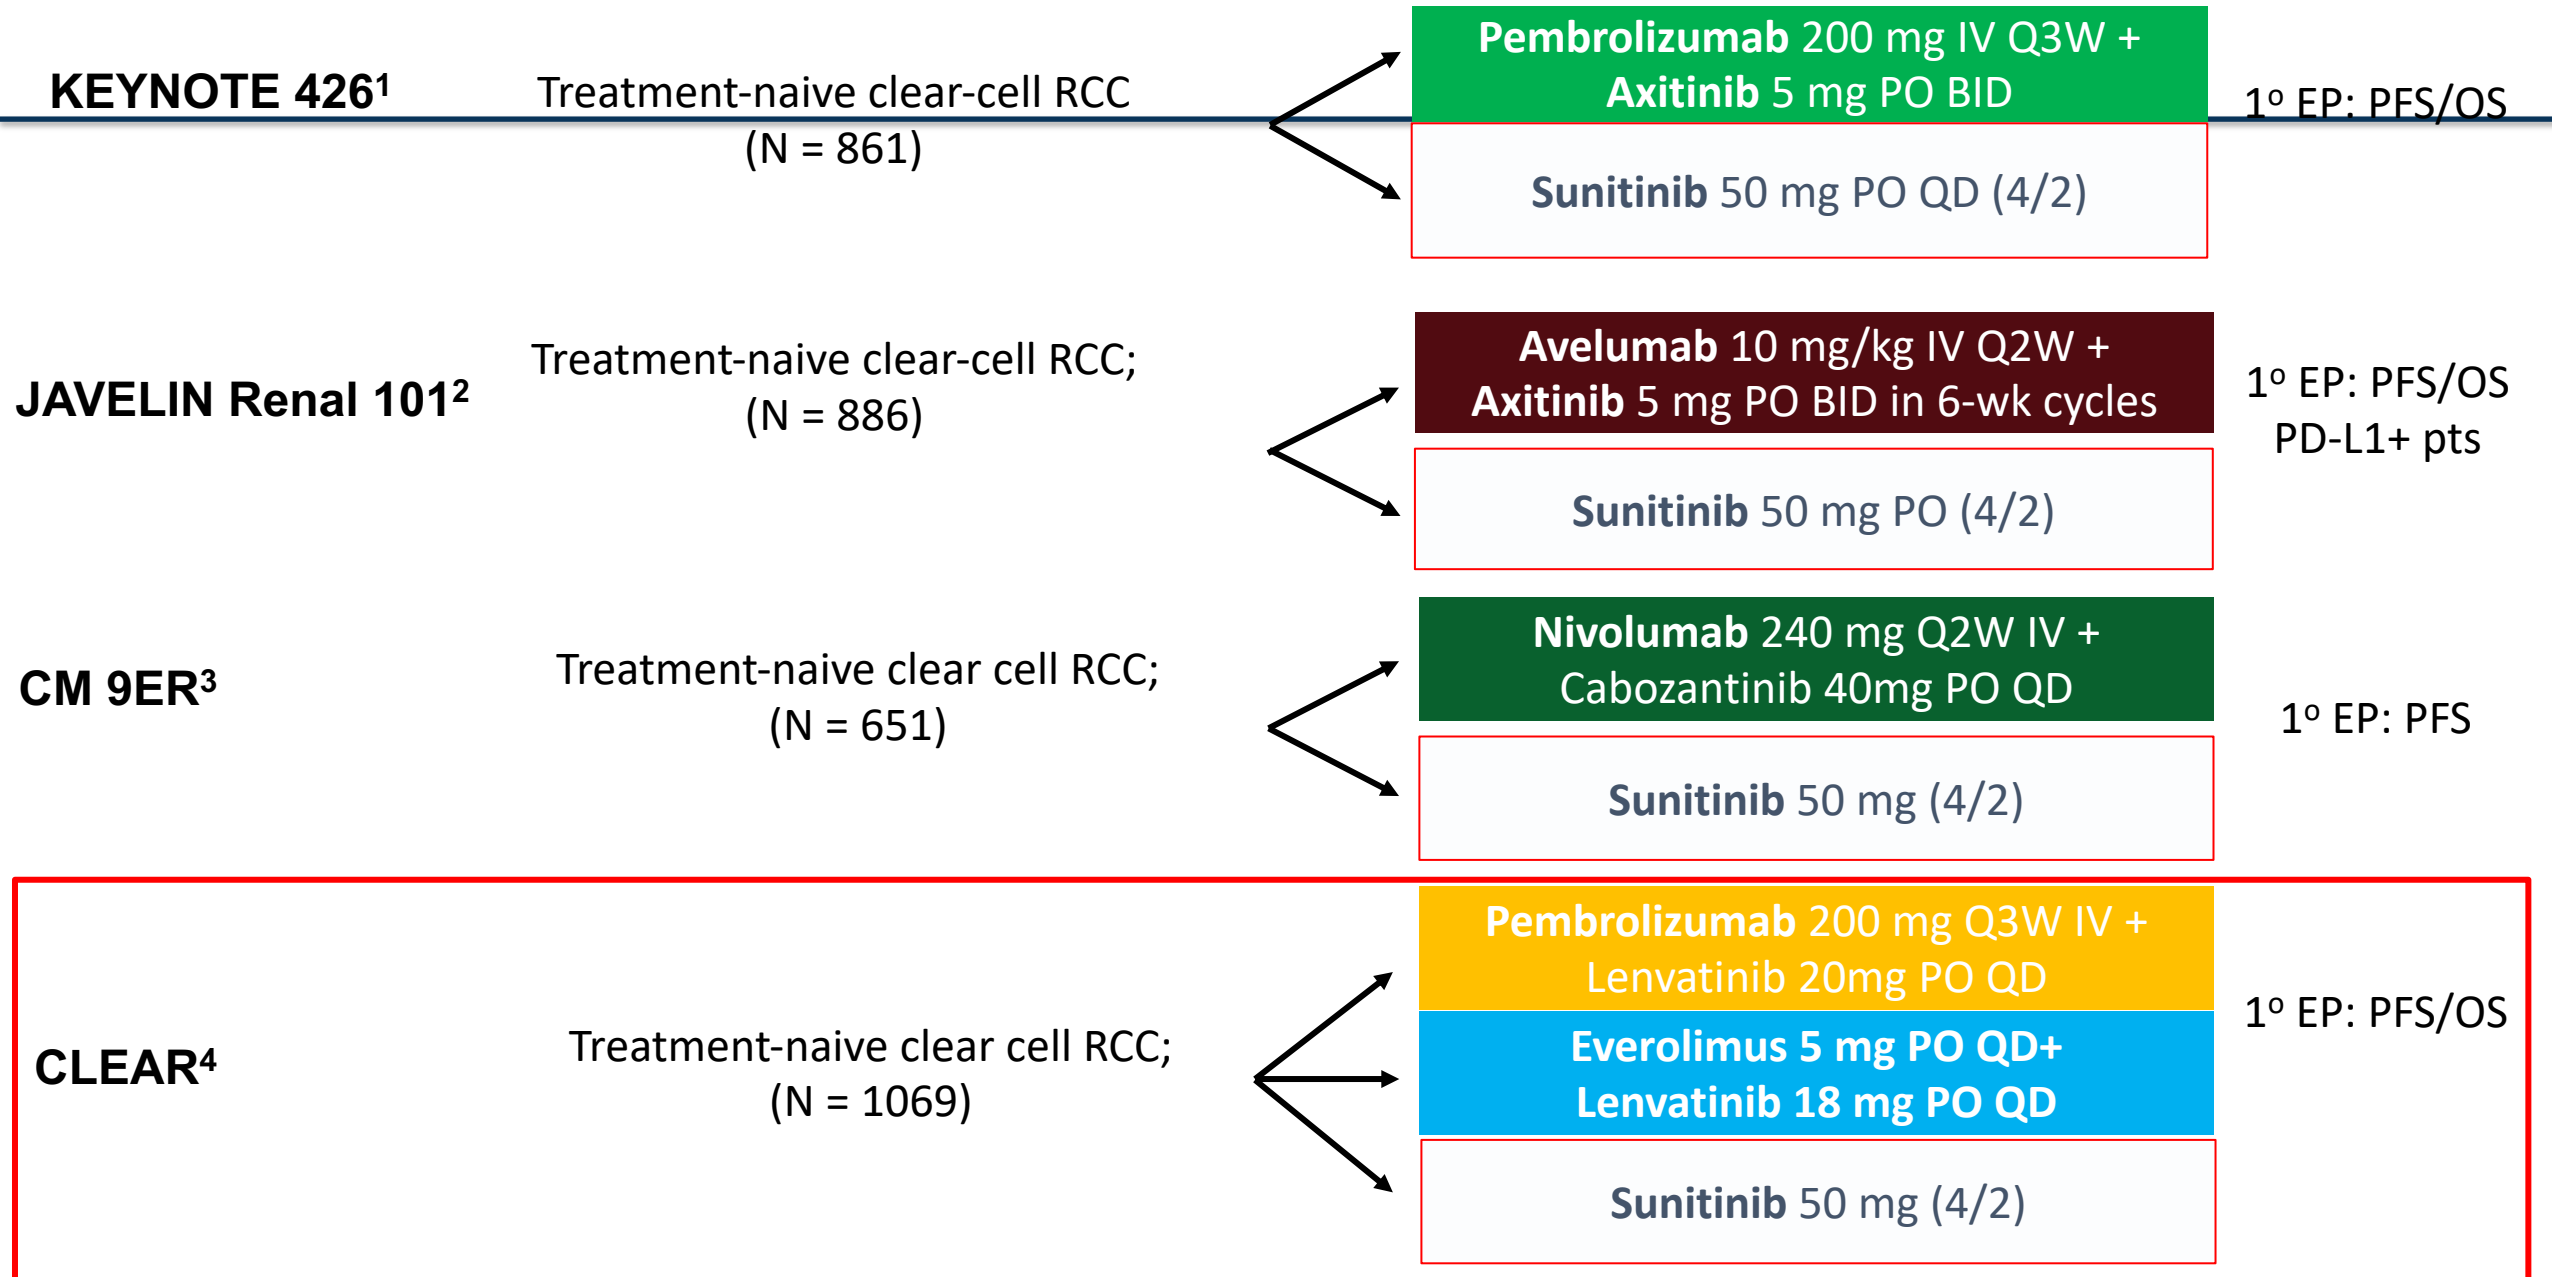 KEYNOTE 426¹
Treatment-naive clear-cell RCC
(N = 861)
Pembrolizumab 200 mg IV Q3W +
Axitinib 5 mg PO BID
Sunitinib 50 mg PO QD (4/2)
1º EP: PFS/OS
JAVELIN Renal 101²
Treatment-naive clear-cell RCC;
(N = 886)
Avelumab 10 mg/kg IV Q2W +
Axitinib 5 mg PO BID in 6-wk cycles
Sunitinib 50 mg PO (4/2)
1º EP: PFS/OS
PD-L1+ pts
CM 9ER³
Treatment-naive clear cell RCC;
(N = 651)
Nivolumab 240 mg Q2W IV +
Cabozantinib 40mg PO QD
Sunitinib 50 mg (4/2)
1º EP: PFS
CLEAR⁴
Treatment-naive clear cell RCC;
(N = 1069)
Pembrolizumab 200 mg Q3W IV +
Lenvatinib 20mg PO QD
Everolimus 5 mg PO QD+
Lenvatinib 18 mg PO QD
Sunitinib 50 mg (4/2)
1º EP: PFS/OS